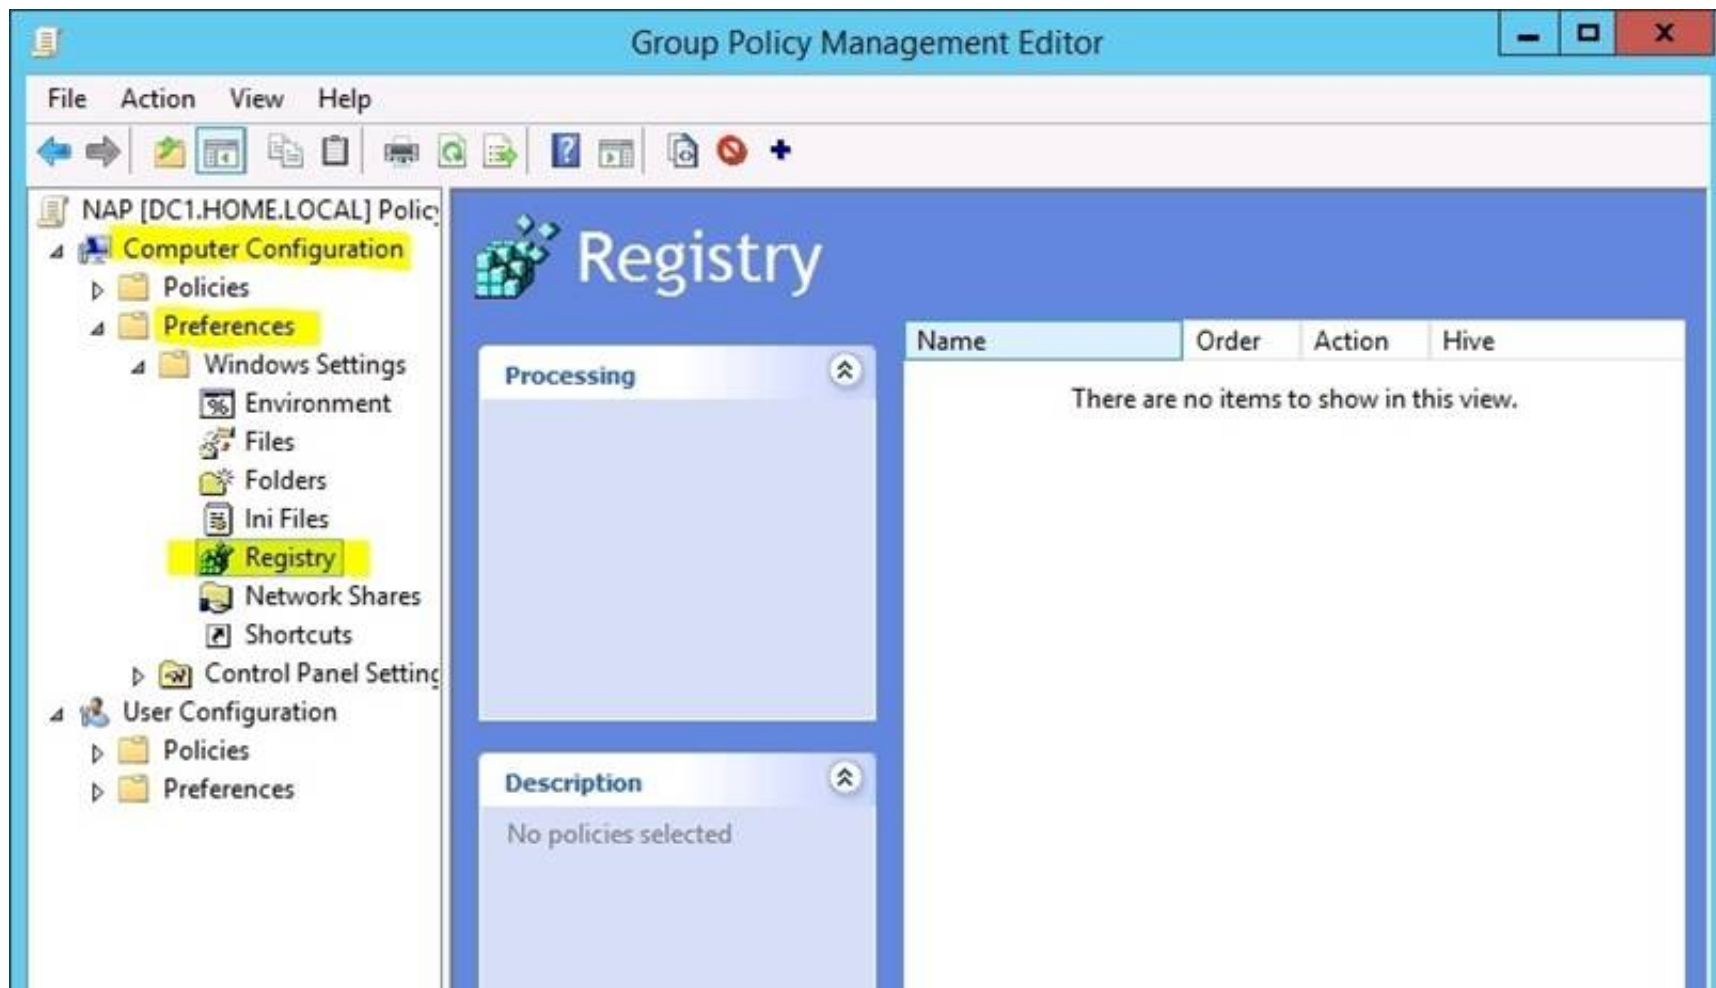 Group Policy Management Editor
File Action View Help
NAP [DC1.HOME.LOCAL] Policy
Computer Configuration
Policies
Preferences
Windows Settings
Environment
Files
Folders
Ini Files
Registry
Network Shares
Shortcuts
Control Panel Setting
User Configuration
Policies
Preferences
Registry
Processing
Description
No policies selected
Name Order Action Hive
There are no items to show in this view.